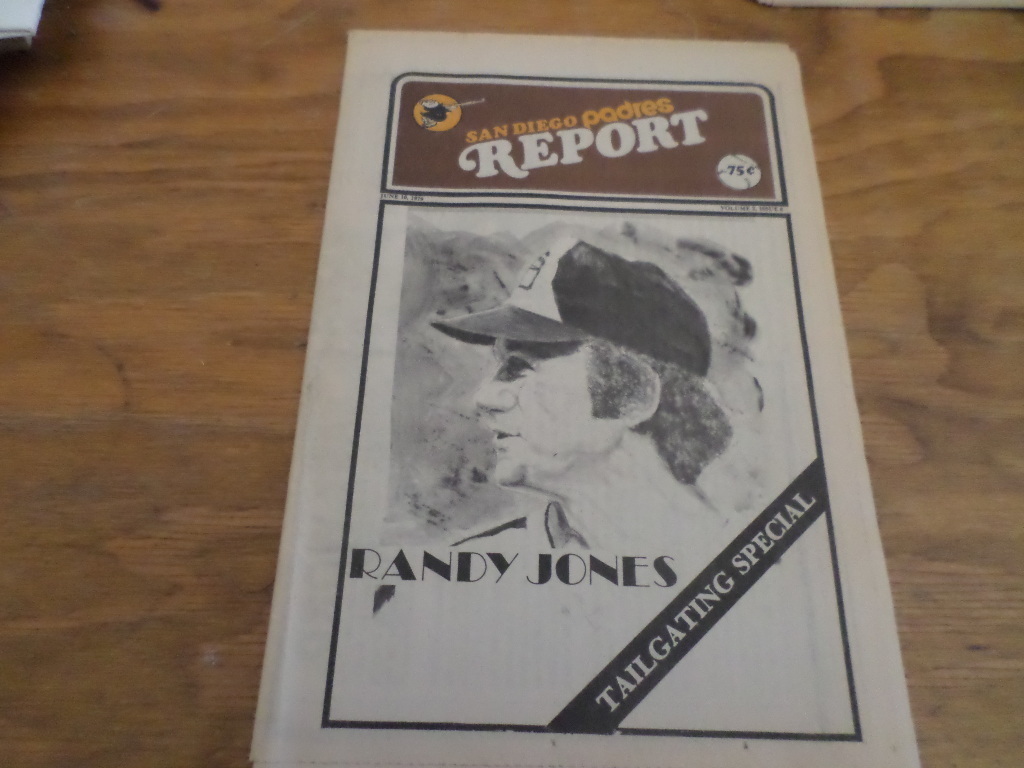 SAN DIEGO padres
REPORT
75¢
RANDY JONES
TAILGATING SPECIAL